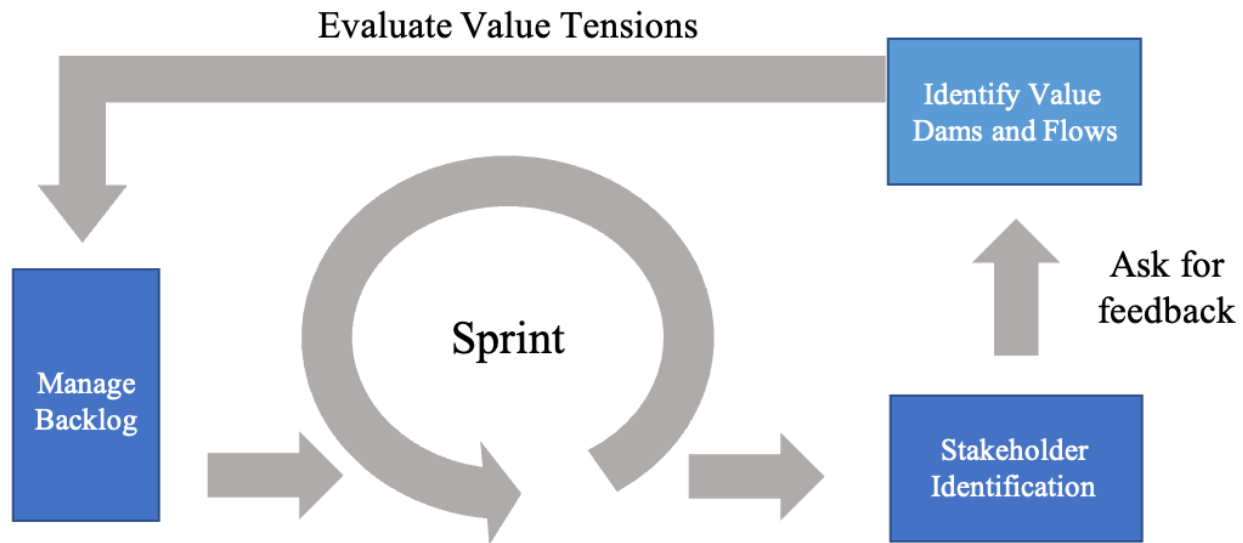 Evaluate Value Tensions
Identify Value
Dams and Flows
Ask for
feedback
Sprint
Manage
Backlog
Stakeholder
Identification